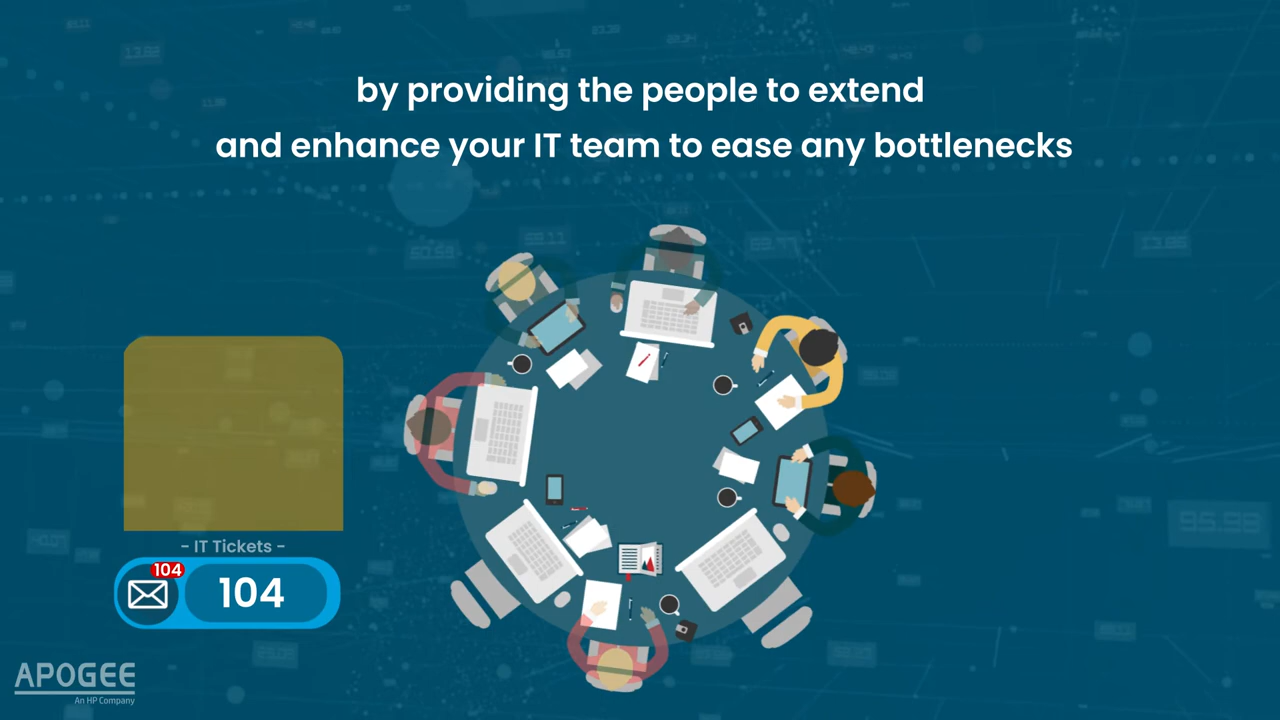 by providing the people to extend
and enhance your IT team to ease any bottlenecks
- IT Tickets -
104
104
APOGEE
An HP Company